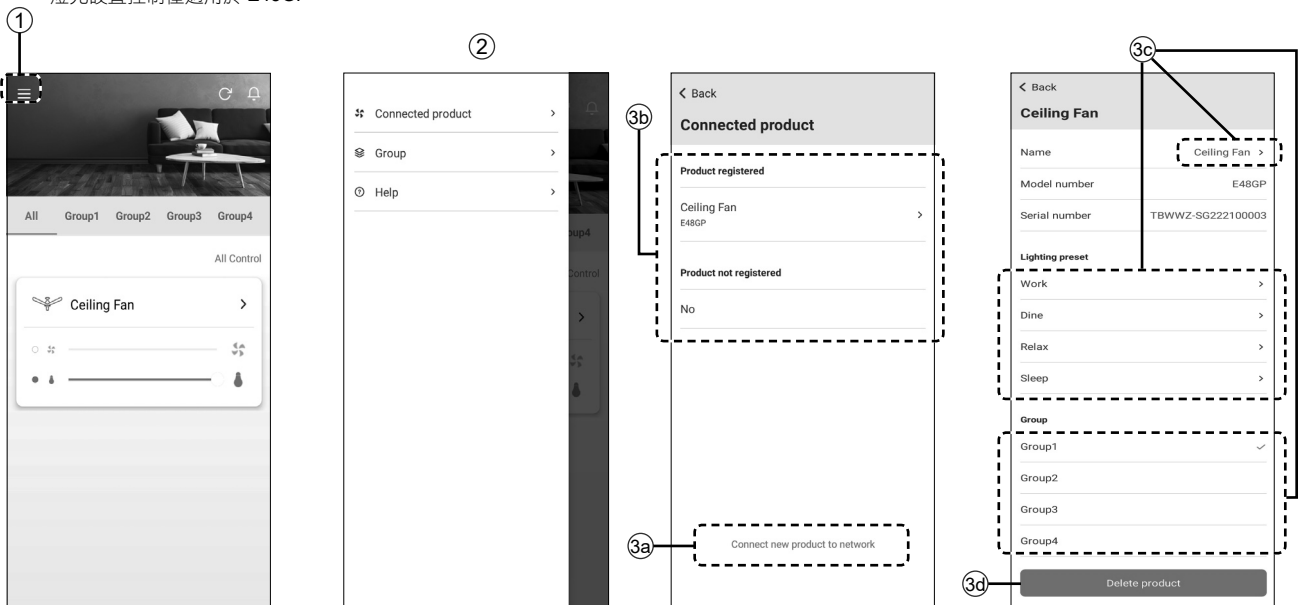 1
2
All
Group1
Group2
Group3
Group4
All Control
Ceiling Fan
Connected product
Group
Help
oup4
Control
3b
Back
Connected product
Product registered
Ceiling Fan
E48GP
Product not registered
No
3a
Connect new product to network
3c
Back
Ceiling Fan
Name
Ceiling Fan
Model number
E48GP
Serial number
TBWWZ-SG222100003
Lighting preset
Work
Dine
Relax
Sleep
Group
Group1
Group2
Group3
Group4
3d
Delete product